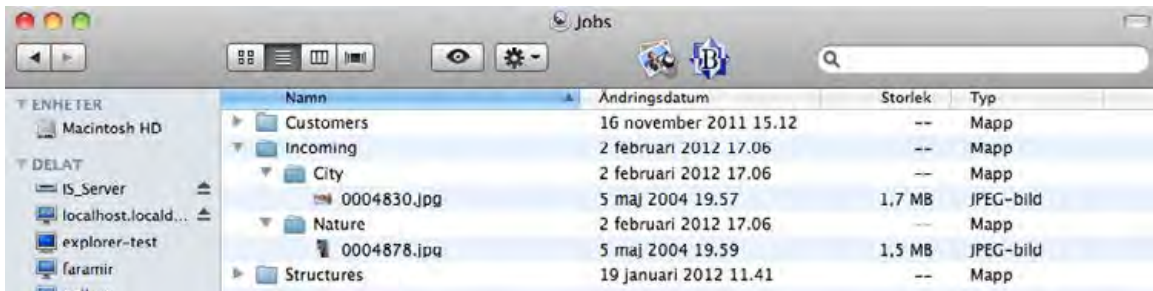 Jobs
ENHETER
Macintosh HD
DELAT
IS_Server
localhost.locald...
explorer-test
faramir
Namn Ändringsdatum Storlek Typ
Customers 16 november 2011 15.12 -- Mapp
Incoming 2 februari 2012 17.06 -- Mapp
City 2 februari 2012 17.06 -- Mapp
0004830.jpg 5 maj 2004 19.57 1,7 MB JPEG-bild
Nature 2 februari 2012 17.06 -- Mapp
0004878.jpg 5 maj 2004 19.59 1,5 MB JPEG-bild
Structures 19 januari 2012 11.41 -- Mapp